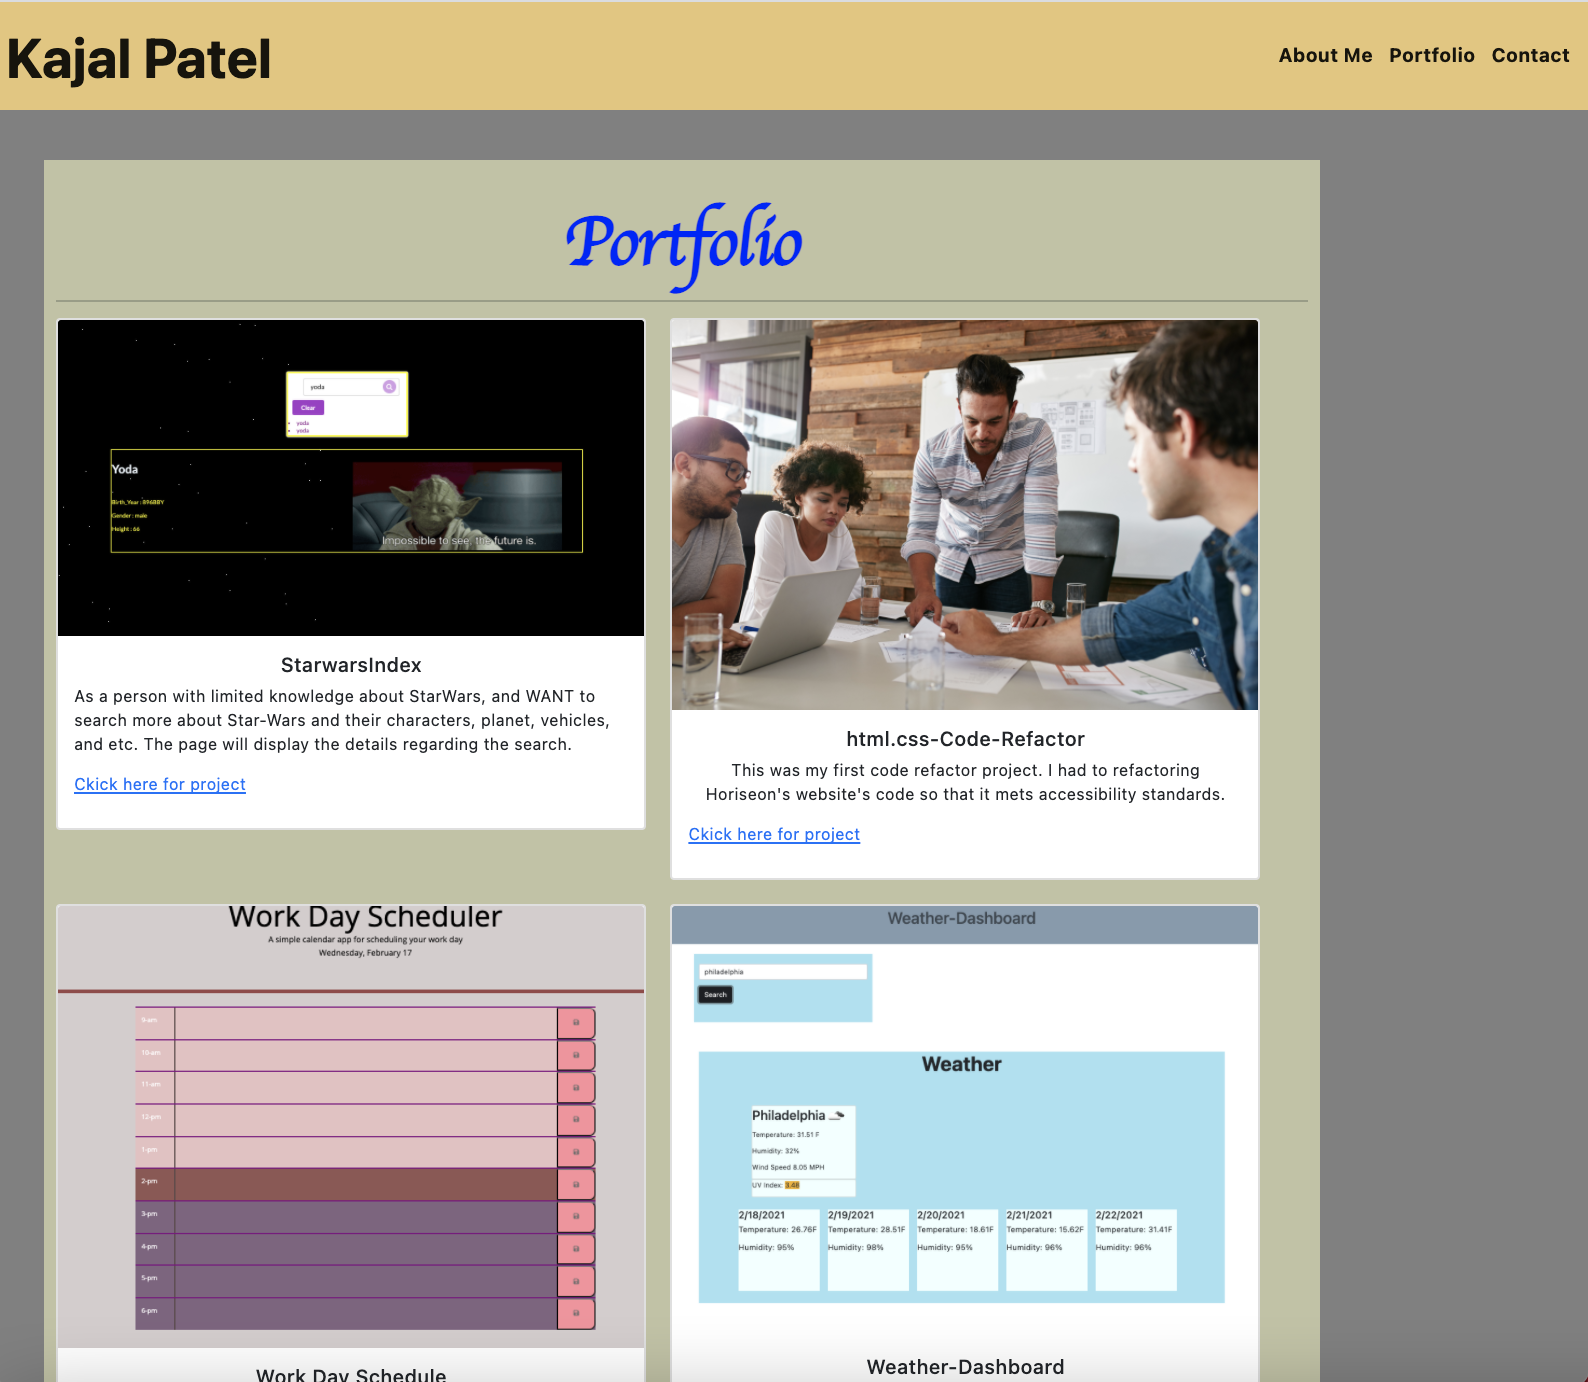 Kajal Patel
About Me Portfolio Contact
Portfolio
yoda
Clear
yoda
yoda
Yoda
Birth_Year : 896BBY
Gender : male
Height : 66
Impossible to see, the future is.
StarwarsIndex
As a person with limited knowledge about StarWars, and WANT to
search more about Star-Wars and their characters, planet, vehicles,
and etc. The page will display the details regarding the search.
Ckick here for project
html.css-Code-Refactor
This was my first code refactor project. I had to refactoring
Horiseon's website's code so that it mets accessibility standards.
Ckick here for project
Work Day Scheduler
A simple calendar app for scheduling your work day
Wednesday, February 17
9-am
10-am
11-am
12-pm
1-pm
2-pm
3-pm
4-pm
5-pm
6-pm
Work Day Schedule
Weather-Dashboard
philadelphia
Search
Weather
Philadelphia
Temperature: 31.51 F
Humidity: 32%
Wind Speed 8.05 MPH
UV Index: 3.48
2/18/2021 2/19/2021 2/20/2021 2/21/2021 2/22/2021
Temperature: 26.76F Temperature: 28.51F Temperature: 18.61F Temperature: 15.62F Temperature: 31.41F
Humidity: 95% Humidity: 98% Humidity: 95% Humidity: 96% Humidity: 96%
Weather-Dashboard